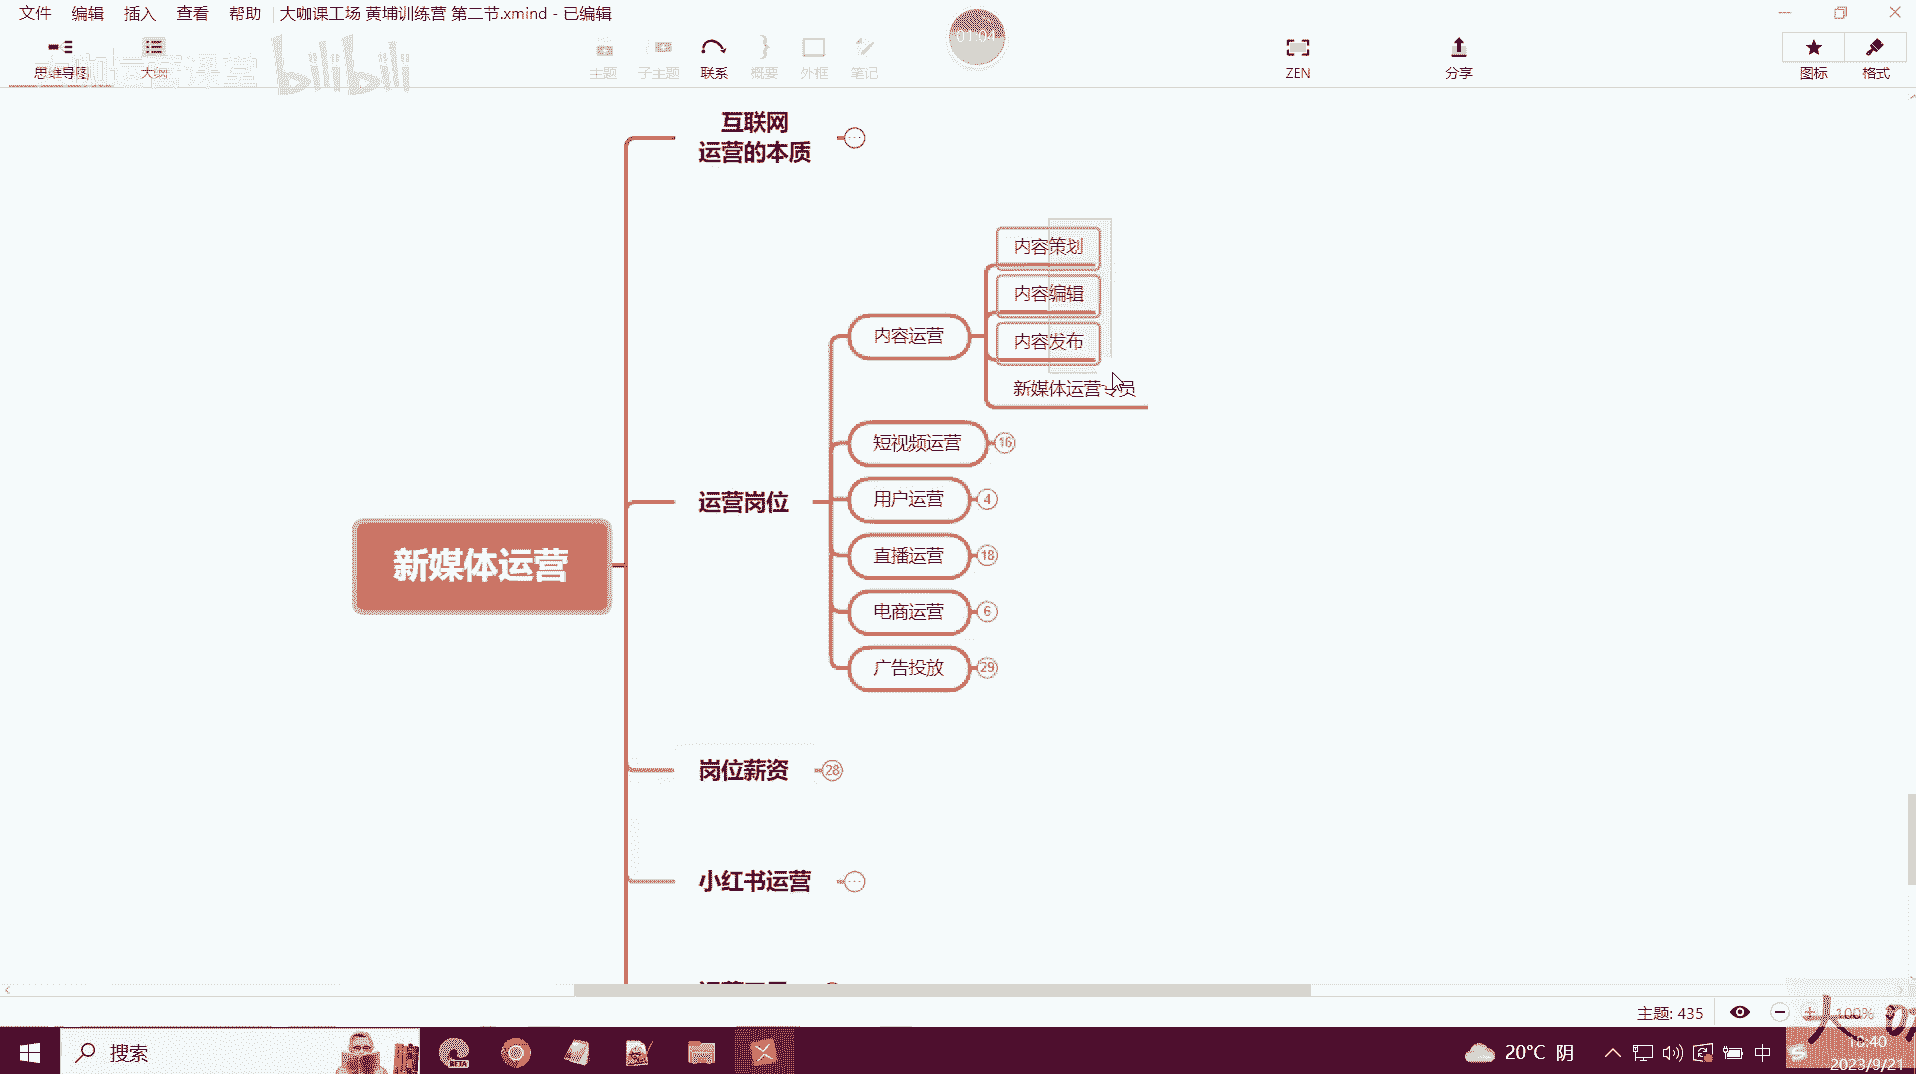 文件 编辑 插入 查看 帮助 大咖课工场 黄埔训练营 第二节.xmind - 已编辑
01:04
思维导图 大纲 主题 子主题 联系 概要 外框 笔记 ZEN 分享 图标 格式
bilibili
互联网
运营的本质
内容策划
内容编辑
内容发布
新媒体运营专员
内容运营
短视频运营 16
用户运营 4
直播运营 18
电商运营 6
广告投放 29
运营岗位
新媒体运营
岗位薪资 28
小红书运营
主题: 435 100%
搜索
BETA
20°C 阴
中
2023/9/21